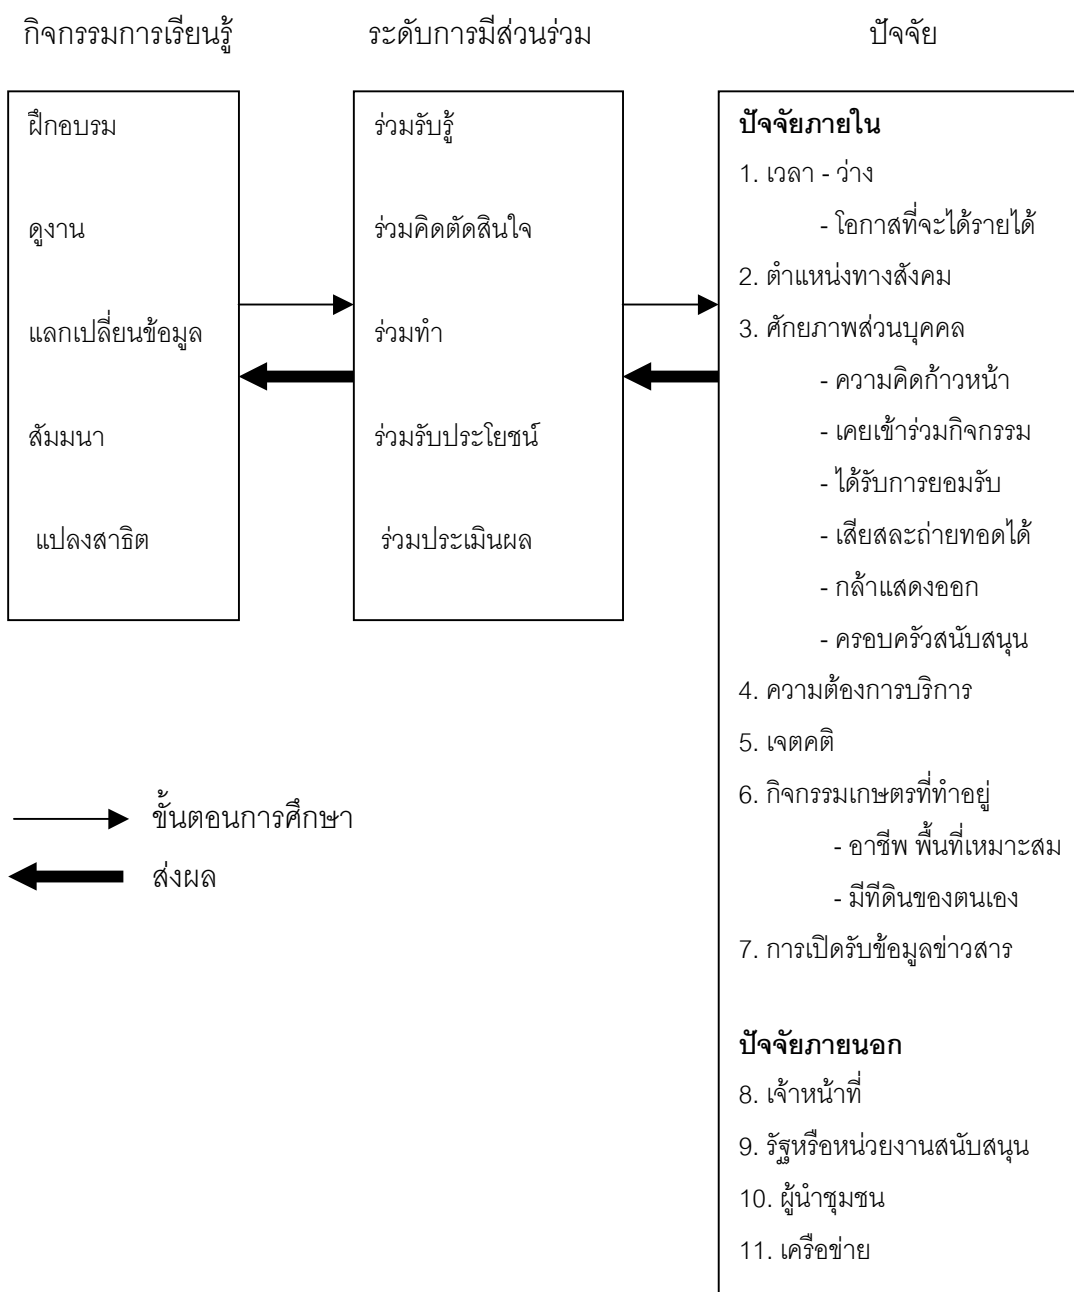 กิจกรรมการเรียนรู้
ฝึกอบรม
ดูงาน
แลกเปลี่ยนข้อมูล
สัมมนา
แปลงสาธิต
ระดับการมีส่วนร่วม
ร่วมรับรู้
ร่วมคิดตัดสินใจ
ร่วมทำ
ร่วมรับประโยชน์
ร่วมประเมินผล
ปัจจัย
ปัจจัยภายใน
1. เวลา - ว่าง
- โอกาสที่จะได้รายได้
2. ตำแหน่งทางสังคม
3. ศักยภาพส่วนบุคคล
- ความคิดก้าวหน้า
- เคยเข้าร่วมกิจกรรม
- ได้รับการยอมรับ
- เสียสละถ่ายทอดได้
- กล้าแสดงออก
- ครอบครัวสนับสนุน
4. ความต้องการบริการ
5. เจตคติ
6. กิจกรรมเกษตรที่ทำอยู่
- อาชีพ พื้นที่เหมาะสม
- มีทีดินของตนเอง
7. การเปิดรับข้อมูลข่าวสาร
ปัจจัยภายนอก
8. เจ้าหน้าที่
9. รัฐหรือหน่วยงานสนับสนุน
10. ผู้นำชุมชน
11. เครือข่าย
ขั้นตอนการศึกษา
ส่งผล